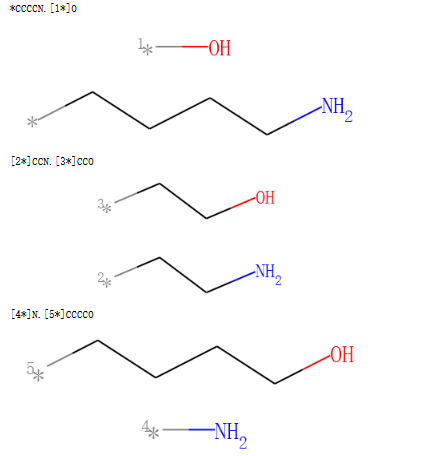 *CCCCN.[1*]O
1* OH
* NH2
[2*]CCN.[3*]CCO
3* OH
2* NH2
[4*]N.[5*]CCCCO
5* OH
4* NH2